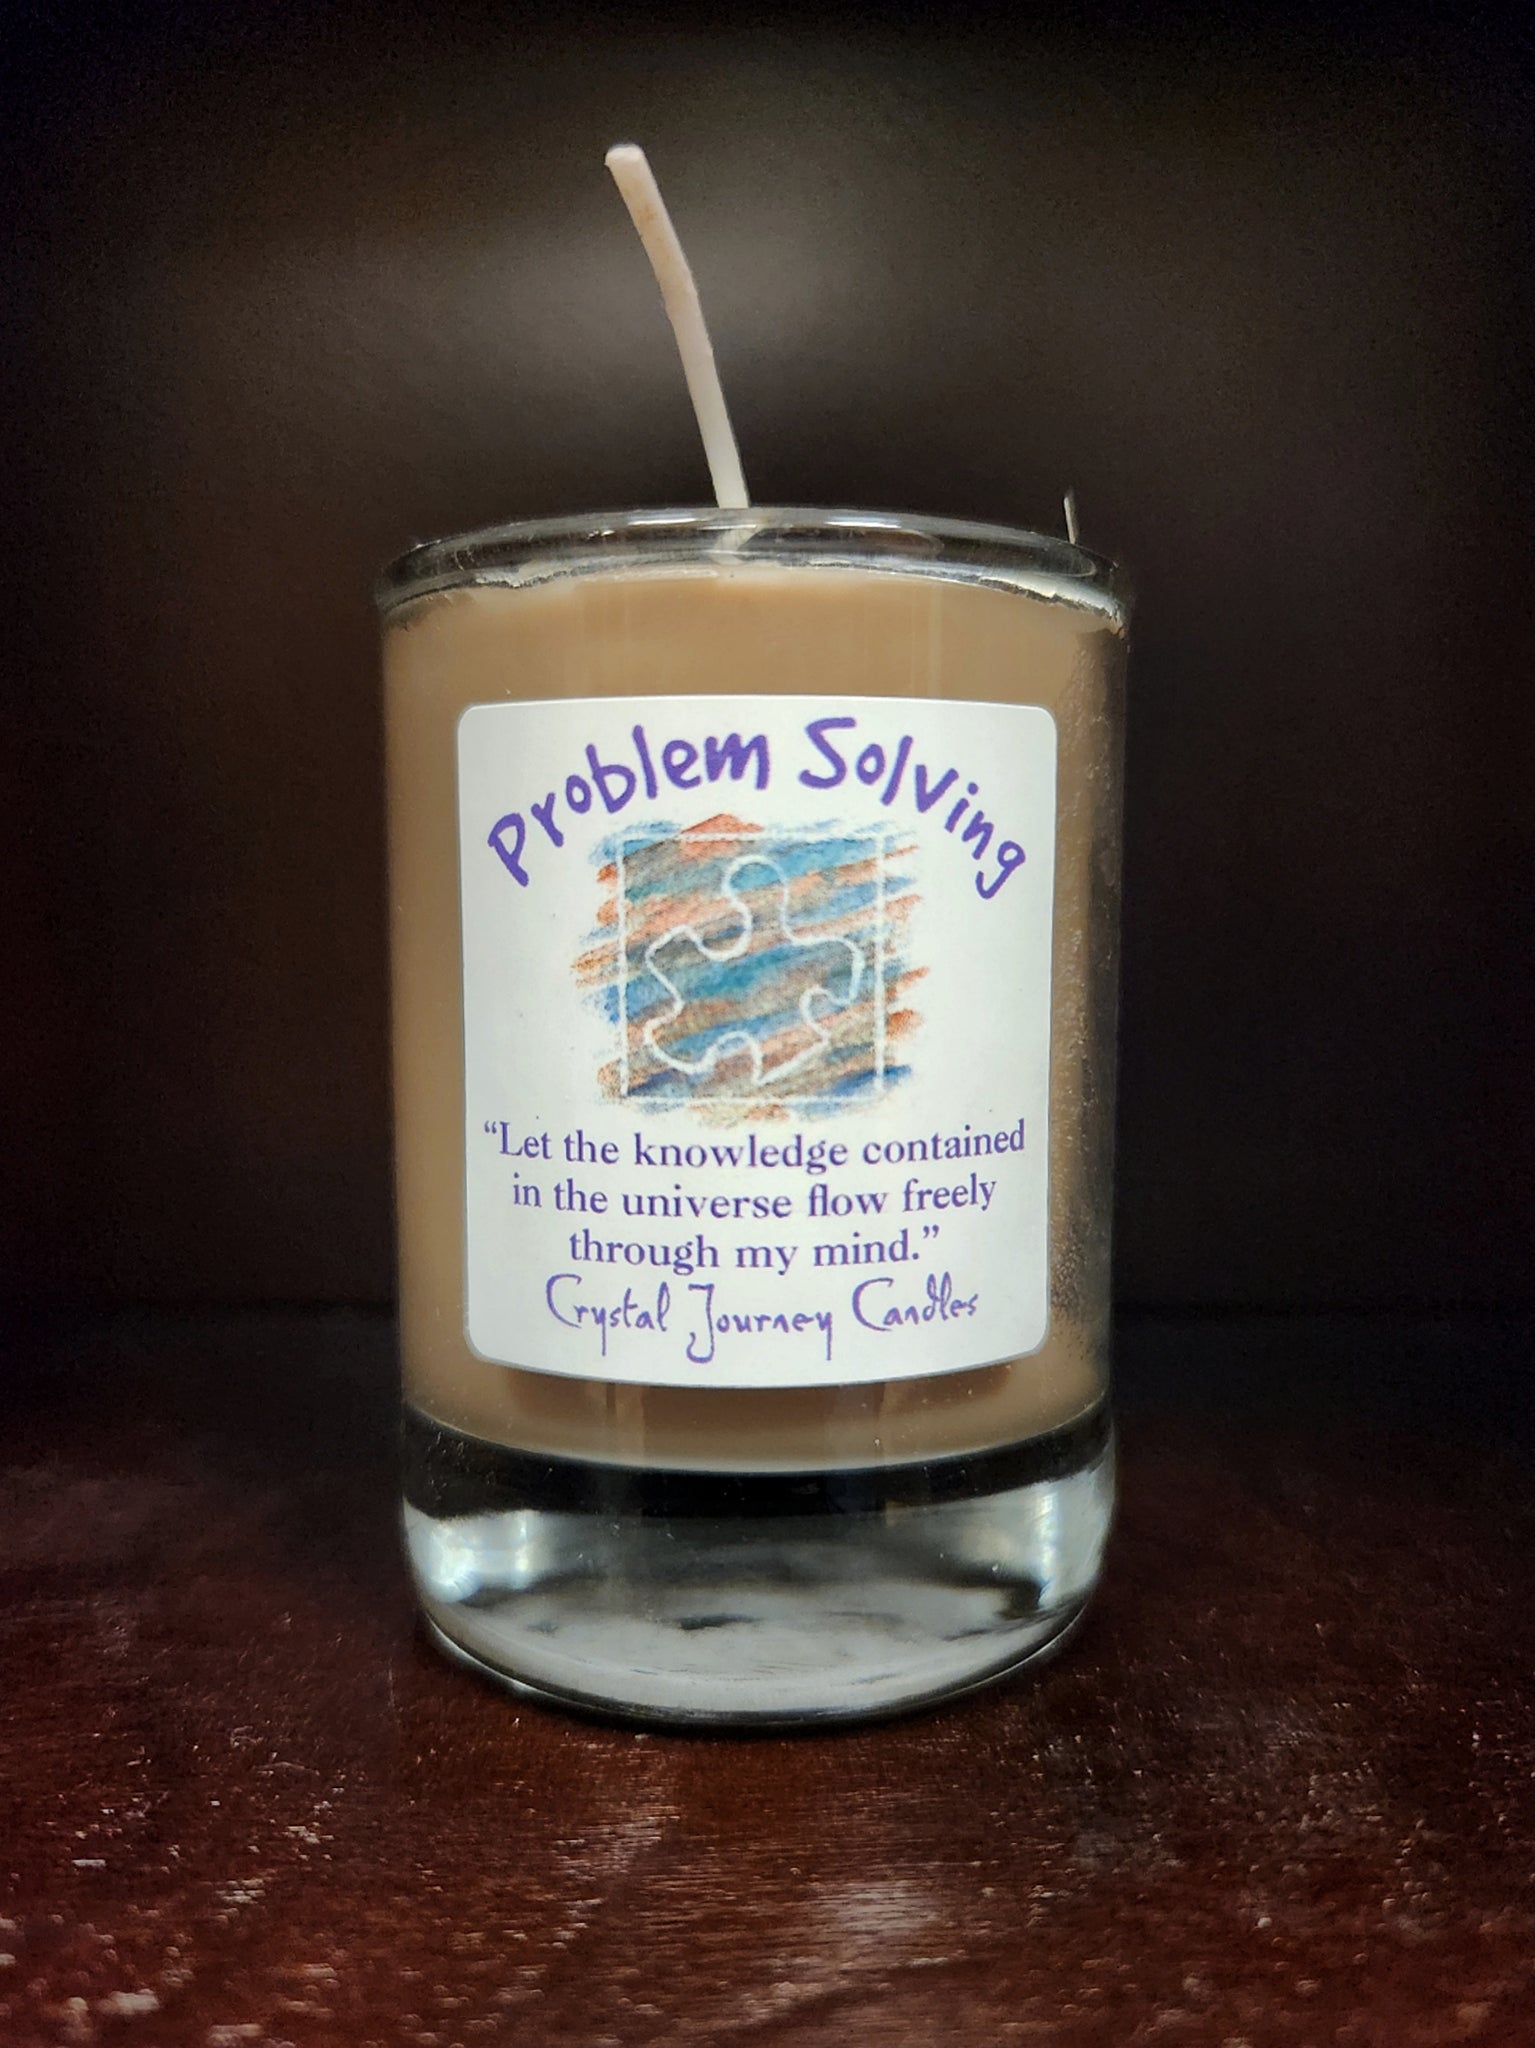 Problem Solving
“Let the knowledge contained
in the universe flow freely
through my mind.”
Crystal Journey Candles